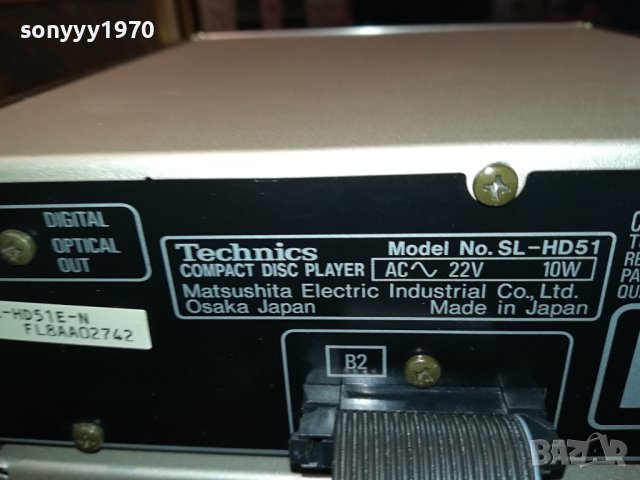 sonyyy1970
DIGITAL
OPTICAL
OUT
Technics
COMPACT DISC PLAYER
Model No. SL-HD51
AC∿ 22V 10W
Matsushita Electric Industrial Co., Ltd.
Osaka Japan Made in Japan
-HD51E-N
FL8AA02742
B2
BAZAR